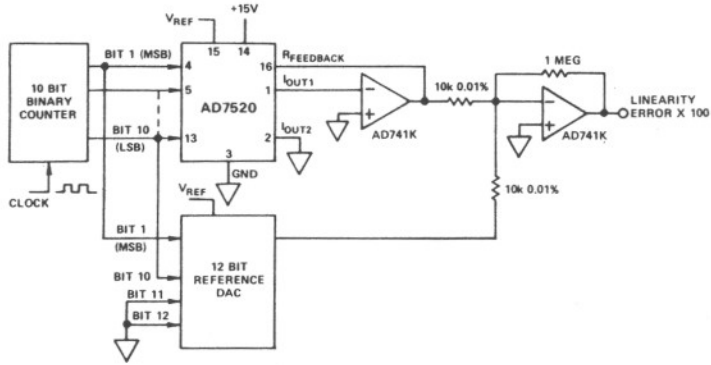 VREF
+15V
BIT 1 (MSB)
15
14
RFEEDBACK
4
16
1 MEG
10 BIT
BINARY
COUNTER
5
AD7520
1
IOUT1
10k 0.01%
LINEARITY
ERROR X 100
AD741K
AD741K
BIT 10
(LSB)
13
2
IOUT2
3
GND
CLOCK
VREF
10k 0.01%
BIT 1
(MSB)
BIT 10
12 BIT
REFERENCE
DAC
BIT 11
BIT 12